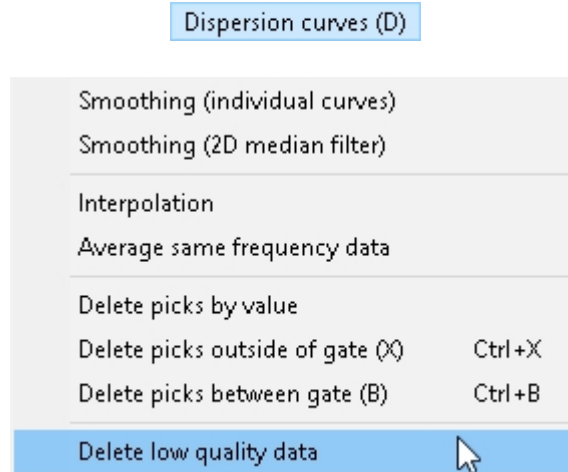 Dispersion curves (D)
Smoothing (individual curves)
Smoothing (2D median filter)
Interpolation
Average same frequency data
Delete picks by value
Delete picks outside of gate (X) Ctrl+X
Delete picks between gate (B) Ctrl+B
Delete low quality data